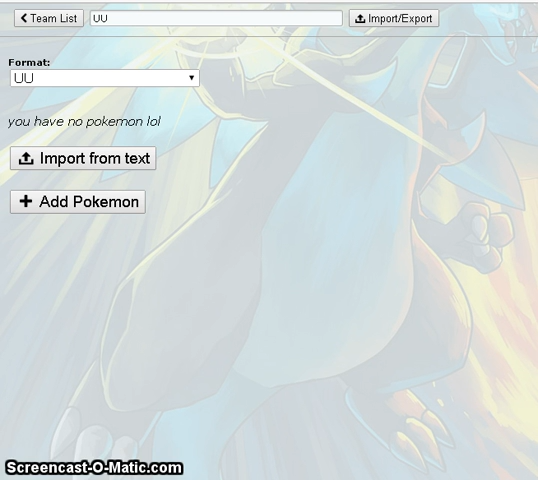 Team List UU Import/Export
Format:
UU
you have no pokemon lol
Import from text
Add Pokemon
Screencast-O-Matic.com